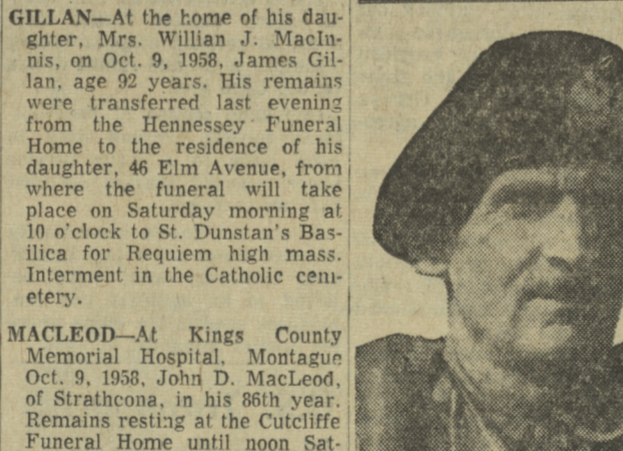 GILLAN—At the home of his dau-
ghter, Mrs. Willian J. MacIn-
nis, on Oct. 9, 1958, James Gil-
lan, age 92 years. His remains
were transferred last evening
from the Hennessey Funeral
Home to the residence of his
daughter, 46 Elm Avenue, from
where the funeral will take
place on Saturday morning at
10 o'clock to St. Dunstan's Bas-
ilica for Requiem high mass.
Interment in the Catholic cem-
etery.
MACLEOD—At Kings County
Memorial Hospital, Montague
Oct. 9, 1958, John D. MacLeod,
of Strathcona, in his 86th year.
Remains resting at the Cutcliffe
Funeral Home until noon Sat-